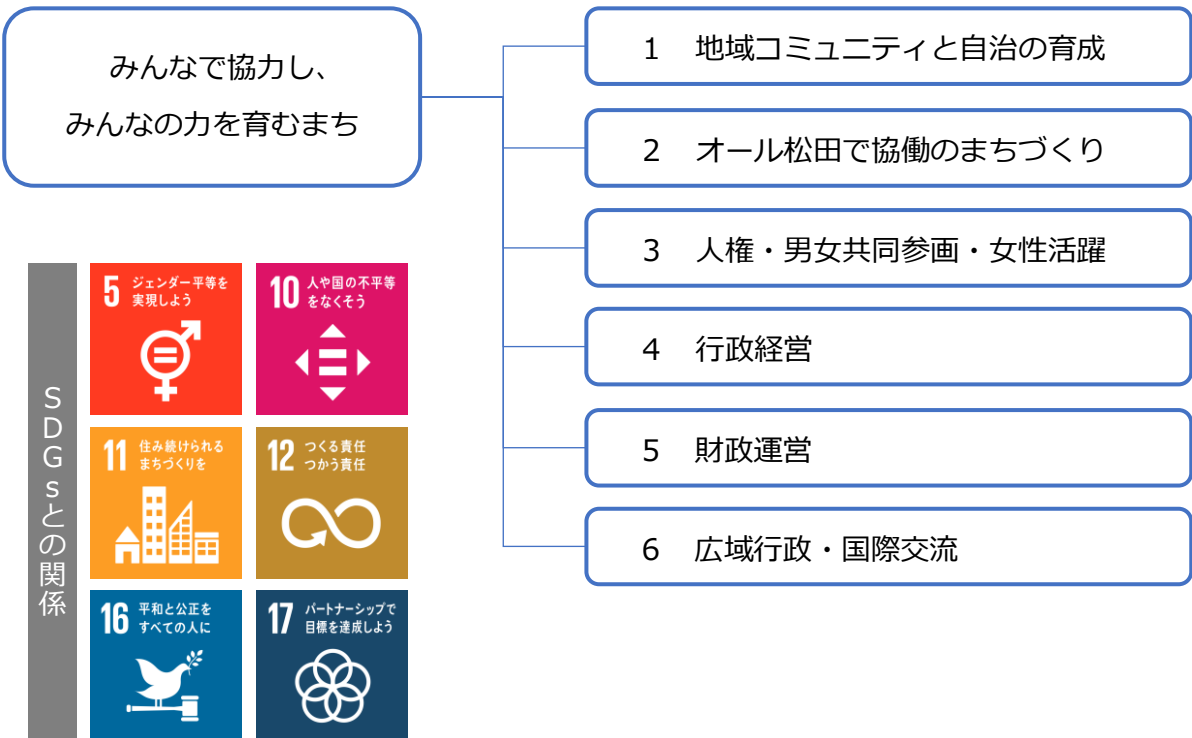 みんなで協力し、
みんなの力を育むまち
1 地域コミュニティと自治の育成
2 オール松田で協働のまちづくり
3 人権・男女共同参画・女性活躍
4 行政経営
5 財政運営
6 広域行政・国際交流
SDGsとの関係
5 ジェンダー平等を
実現しよう
10 人や国の不平等
をなくそう
11 住み続けられる
まちづくりを
12 つくる責任
つかう責任
16 平和と公正を
すべての人に
17 パートナーシップで
目標を達成しよう